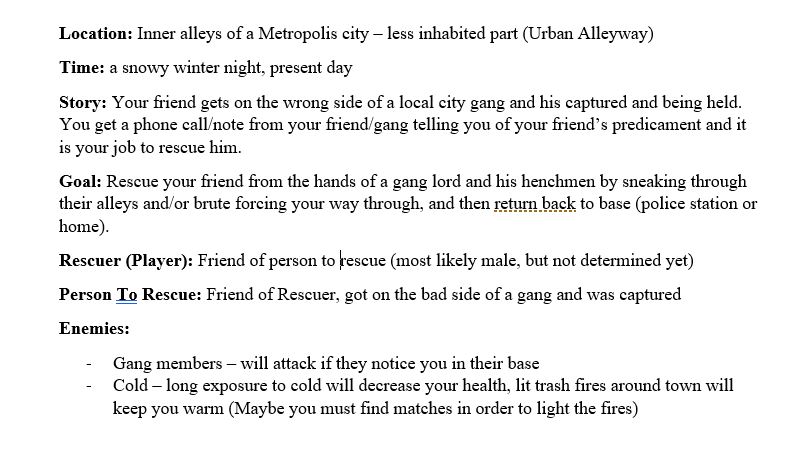 Location: Inner alleys of a Metropolis city – less inhabited part (Urban Alleyway)
Time: a snowy winter night, present day
Story: Your friend gets on the wrong side of a local city gang and his captured and being held.
You get a phone call/note from your friend/gang telling you of your friend's predicament and it
is your job to rescue him.
Goal: Rescue your friend from the hands of a gang lord and his henchmen by sneaking through
their alleys and/or brute forcing your way through, and then return back to base (police station or
home).
Rescuer (Player): Friend of person to rescue (most likely male, but not determined yet)
Person To Rescue: Friend of Rescuer, got on the bad side of a gang and was captured
Enemies:
- Gang members – will attack if they notice you in their base
- Cold – long exposure to cold will decrease your health, lit trash fires around town will
keep you warm (Maybe you must find matches in order to light the fires)